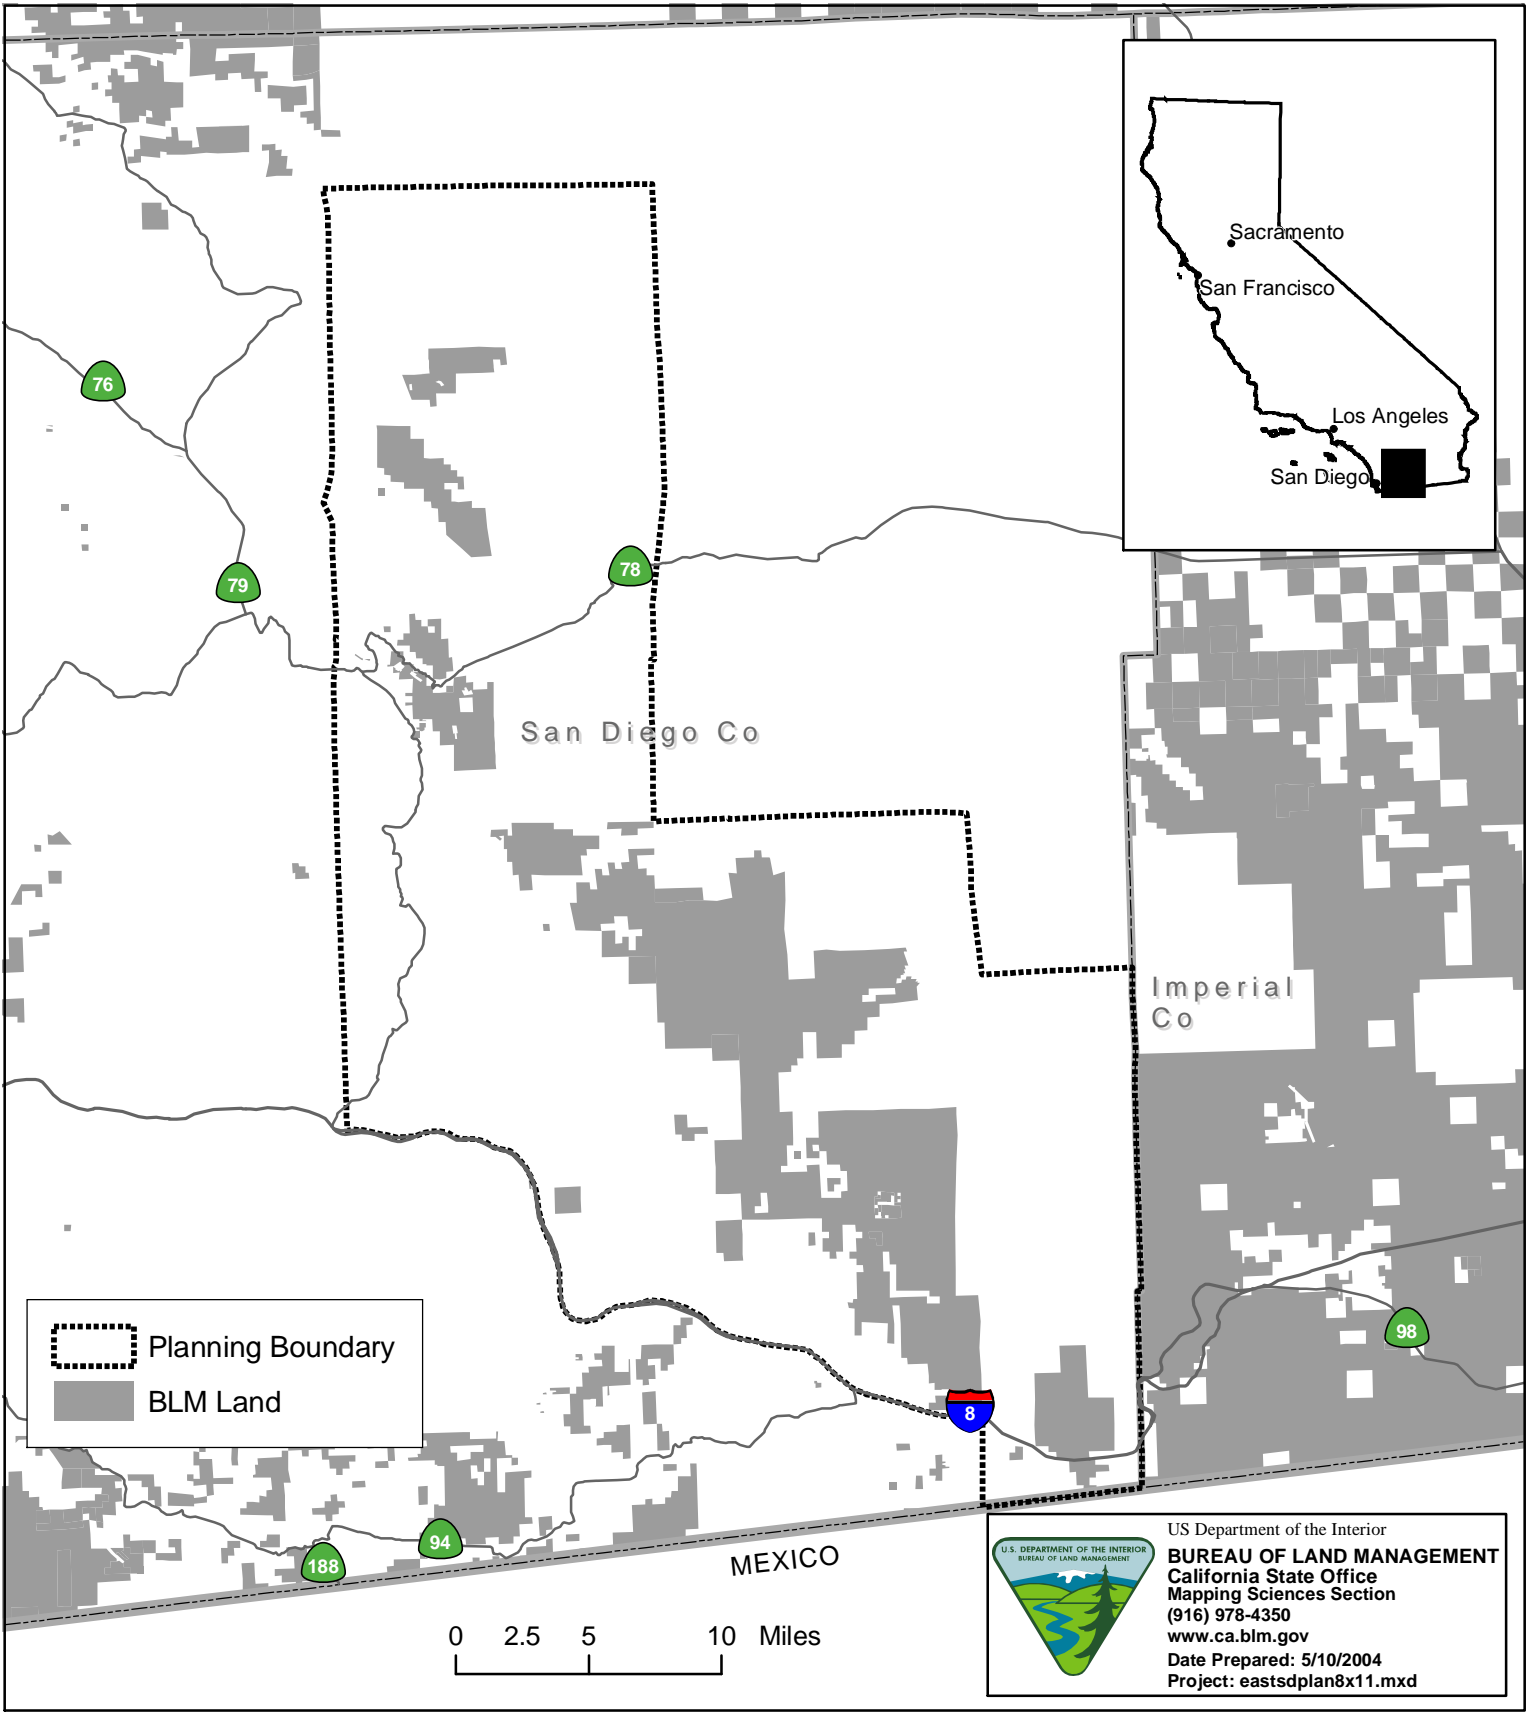 Sacramento
San Francisco
Los Angeles
San Diego
76
79
78
San Diego Co
Imperial
Co
98
8
94
188
Planning Boundary
BLM Land
MEXICO
0 2.5 5 10 Miles
U.S. DEPARTMENT OF THE INTERIOR
BUREAU OF LAND MANAGEMENT
US Department of the Interior
BUREAU OF LAND MANAGEMENT
California State Office
Mapping Sciences Section
(916) 978-4350
www.ca.blm.gov
Date Prepared: 5/10/2004
Project: eastsdplan8x11.mxd